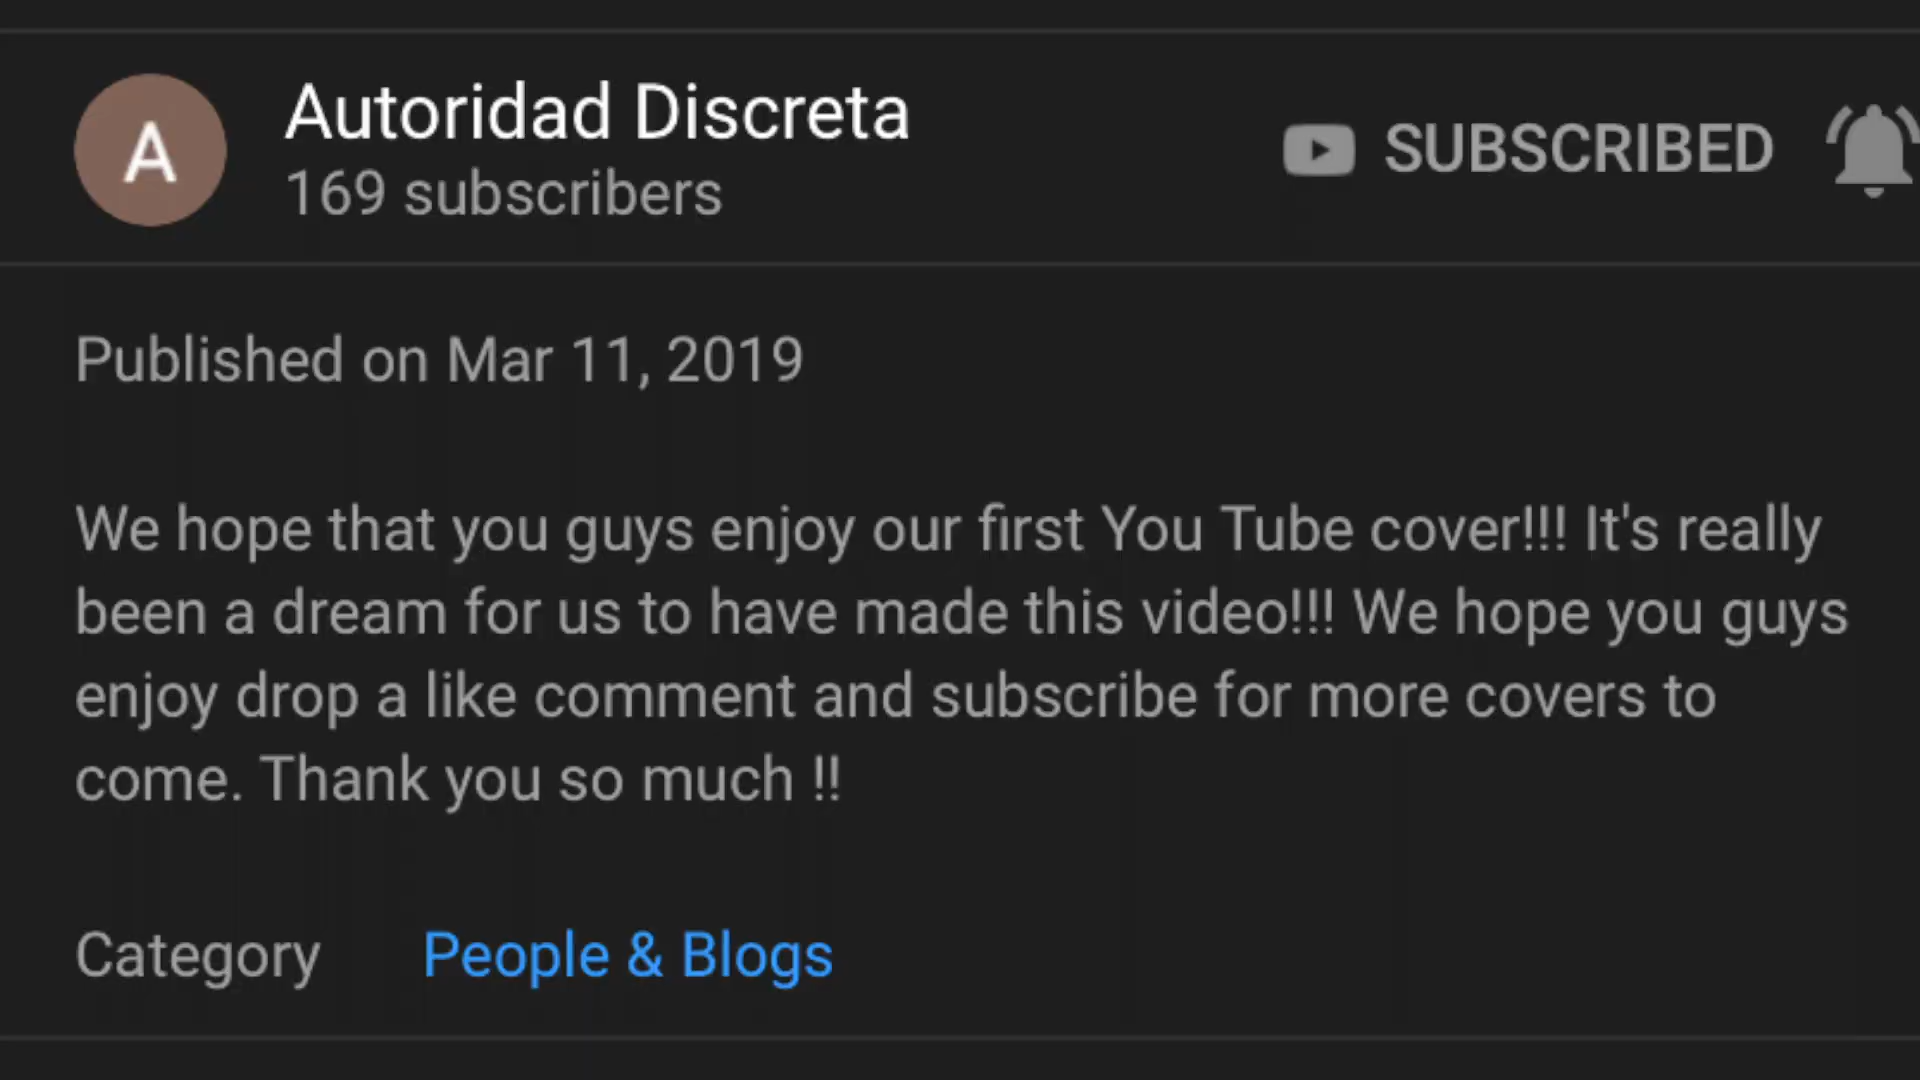 A
Autoridad Discreta
169 subscribers
SUBSCRIBED
Published on Mar 11, 2019
We hope that you guys enjoy our first You Tube cover!!! It's really
been a dream for us to have made this video!!! We hope you guys
enjoy drop a like comment and subscribe for more covers to
come. Thank you so much !!
Category People & Blogs